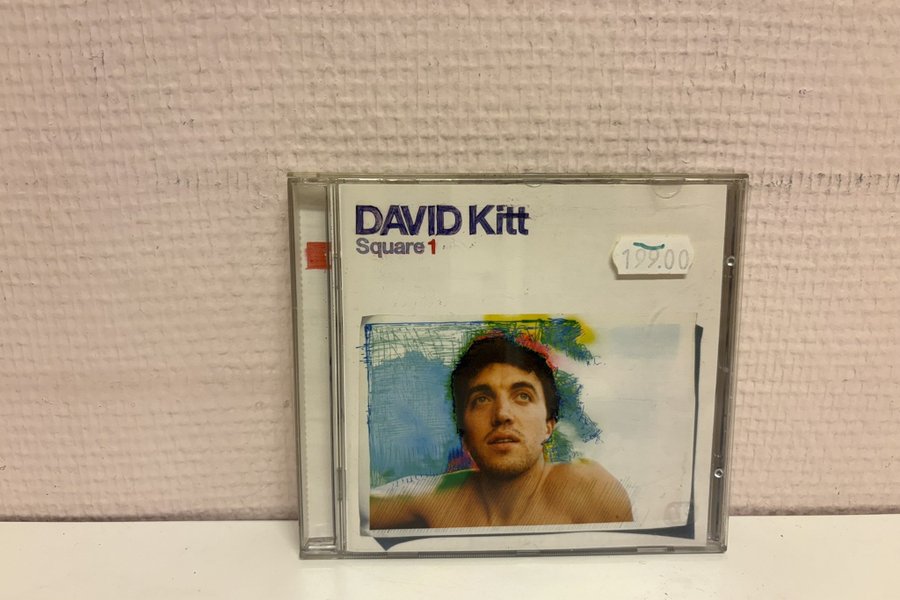 DAVID Kitt
Square 1
199.00